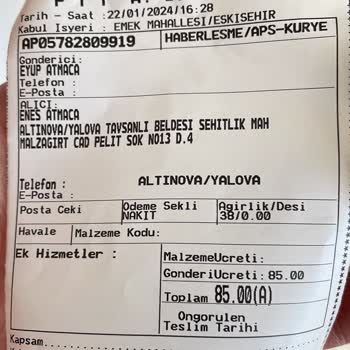 Tarih - Saat :22/01/2024/16:28
Kabul Isyeri : EMEK MAHALLESI/ESKISEHIR
AP05782809919 HABERLESME/APS-KURYE
Gonderici:
EYUP ATMACA
Telefon :
E-Posta :
ALICI:
ENES ATMACA
ALTINOVA/YALOVA TAVSANLI BELDESI SEHITLIK MAH
MALZAGIRT CAD PELIT SOK NO13 D.4
Telefon : ALTINOVA/YALOVA
E-Posta :
Posta Ceki Odeme Sekli Agirlik/Desi
NAKIT 38/0.00
Havale Malzeme Kodu:
Ek Hizmetler : MalzemeUcreti:
GonderiUcreti: 85.00
Toplam 85.00(A)
Ongorulen
Teslim Tarihi
Kapsam